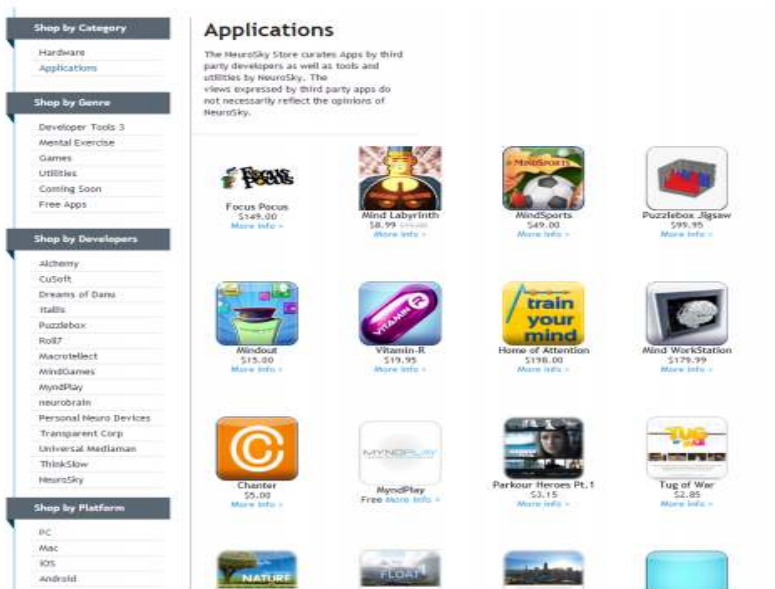 Shop by Category
Hardware
Applications
Shop by Genre
Developer Tools 3
Mental Exercise
Games
Utilities
Coming Soon
Free Apps
Shop by Developers
Alchemy
CuSoft
Dreams of Danu
Itallis
Puzzlebox
Roll7
Macrotellect
MindGames
MyndPlay
neurobrain
Personal Neuro Devices
Transparent Corp
Universal Mediaman
ThinkSlow
NeuroSky
Shop by Platform
PC
Mac
iOS
Android
Applications
The NeuroSky Store curates Apps by third
party developers as well as tools and
utilities by NeuroSky. The
views expressed by third party apps do
not necessarily reflect the opinions of
NeuroSky.
Focus Pocus
Focus Pocus
$149.00
More Info »
Mind Labyrinth
$8.99
More Info »
MINDSPORTS
MindSports
$49.00
More Info »
Puzzlebox Jigsaw
$99.95
More Info »
Mindout
$15.00
More Info »
VITAMIN R
Vitamin-R
$19.95
More Info »
train
your
mind
Home of Attention
$198.00
More Info »
Mind WorkStation
$179.99
More Info »
C
Chanter
$5.00
More Info »
MYNDPLAY
MyndPlay
Free More Info »
Parkour Heroes Pt.1
$3.15
More Info »
TUG
OF WAR
Tug of War
$2.85
More Info »
NATURE
FLOAT